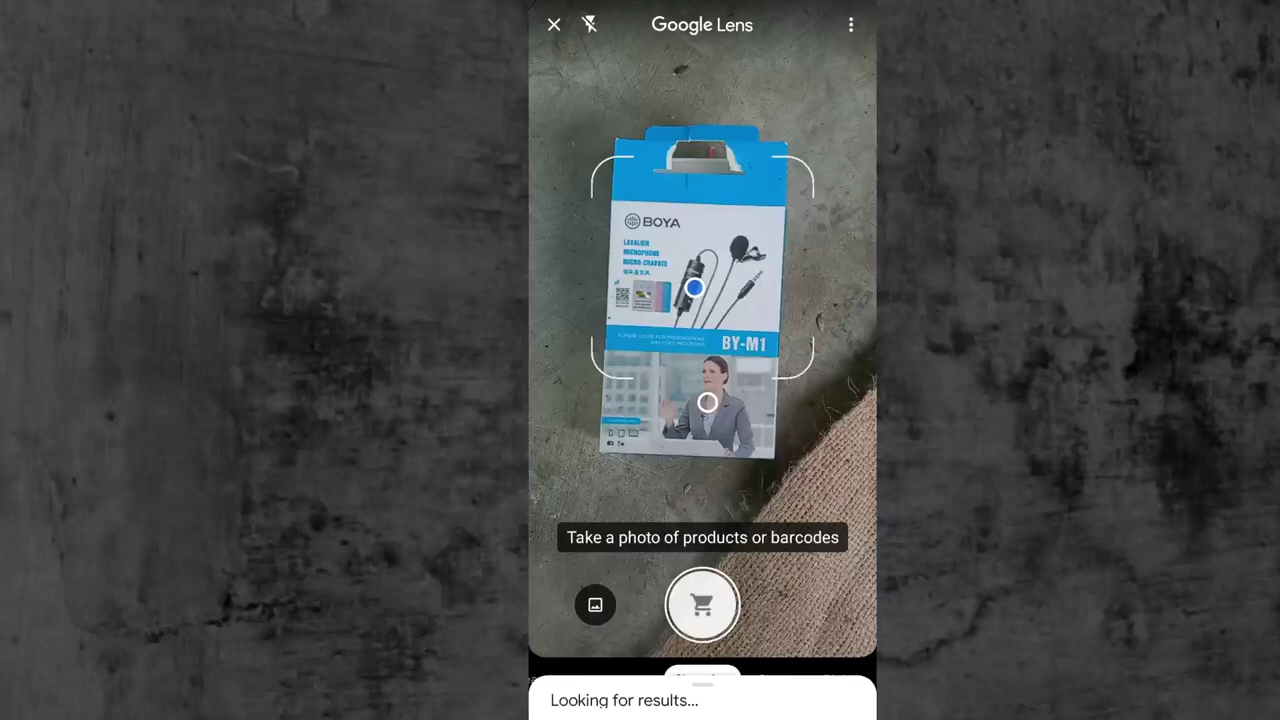 Google Lens
BOYA
LAVALIER
MICROPHONE
MICRO-CRAVATE
BY-M1
Take a photo of products or barcodes
Looking for results...